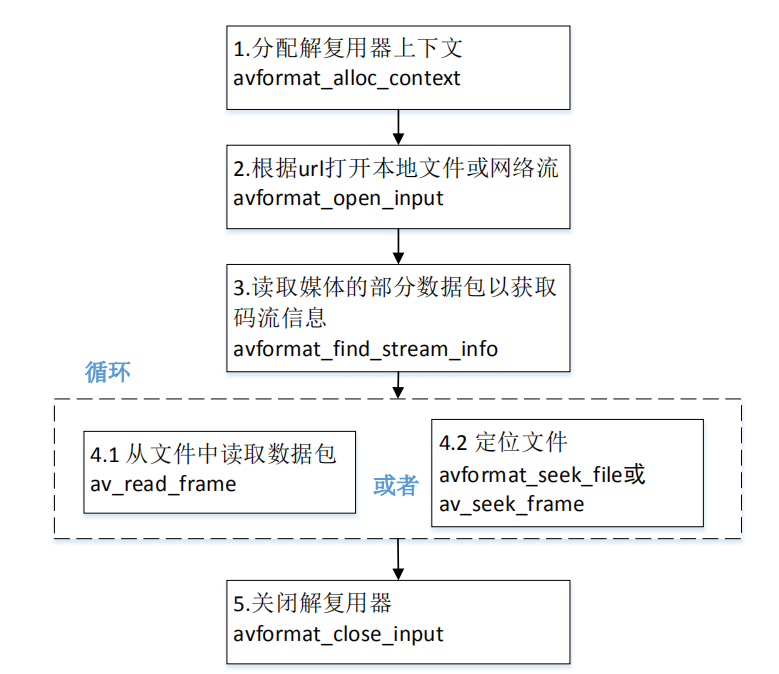 1.分配解复用器上下文
avformat_alloc_context
2.根据url打开本地文件或网络流
avformat_open_input
3.读取媒体的部分数据包以获取
码流信息
avformat_find_stream_info
循环
4.1 从文件中读取数据包
av_read_frame
或者
4.2 定位文件
avformat_seek_file或
av_seek_frame
5.关闭解复用器
avformat_close_input